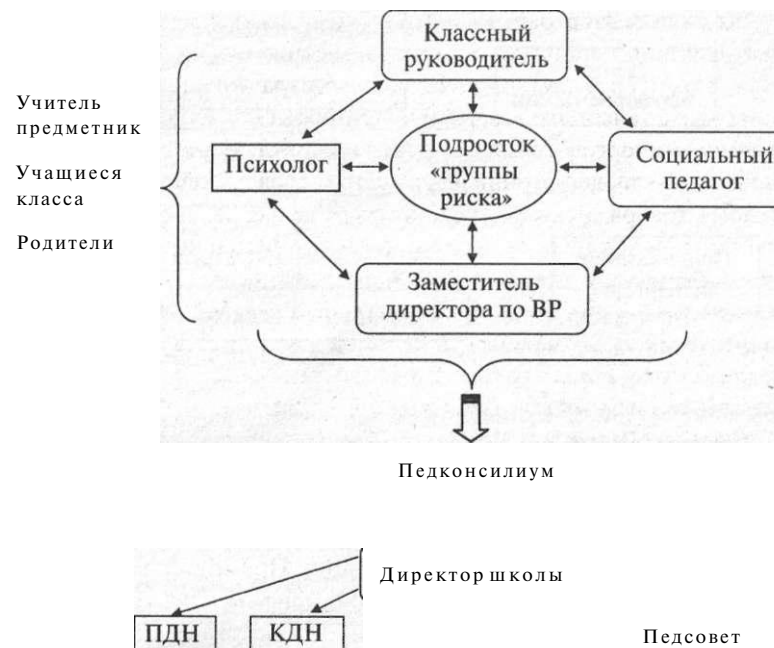 Классный
руководитель
Учитель
предметник
Учащиеся
класса
Родители
Психолог
Подросток
«группы
риска»
Социальный
педагог
Заместитель
директора по ВР
Педконсилиум
Директор школы
ПДН
КДН
Педсовет